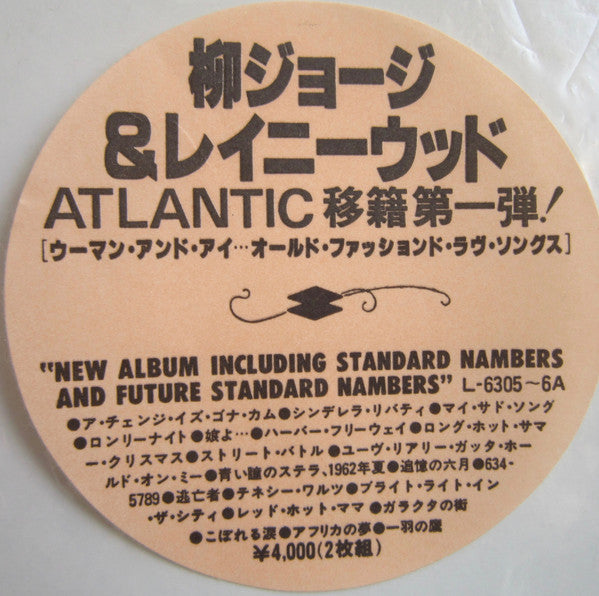 柳ジョージ
&レイニーウッド
ATLANTIC 移籍第一弾!
[ウーマン・アンド・アイ…オールド・ファッションド・ラヴ・ソングス]
"NEW ALBUM INCLUDING STANDARD NAMBERS
AND FUTURE STANDARD NAMBERS" L-6305~6A
●ア・チェンジ・イズ・ゴナ・カム●シンデレラ・リバティ●マイ・サド・ソング
●ロンリーナイト●娘よ…●ハーバー・フリーウェイ●ロング・ホット・サマ
ー・クリスマス●ストリート・バトル●ユーヴ・リアリー・ガッタ・ホー
ルド・オン・ミー●青い瞳のステラ、1962年夏●追憶の六月●634-
5789●逃亡者●テネシー・ワルツ●ブライト・ライト・イン
・ザ・シティ●レッド・ホット・ママ●ガラクタの街
●こぼれる涙●アフリカの夢●一羽の鷹
¥4,000(2枚組)